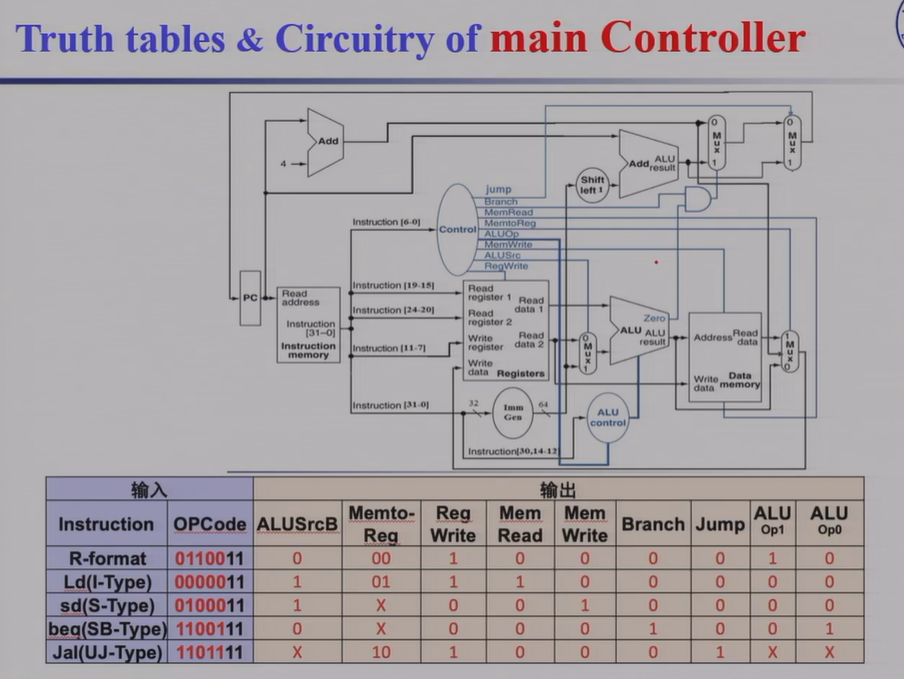 Truth tables & Circuitry of main Controller
Add
4
Add ALU result
0 Mux 1
0 Mux 1
Shift left 1
jump
Branch
MemRead
MemtoReg
ALUOp
MemWrite
ALUSrc
RegWrite
Control
Instruction [6-0]
PC
Read address
Instruction [31–0]
Instruction memory
Instruction [19-15]
Instruction [24-20]
Instruction [11-7]
Instruction [31-0]
Read register 1
Read register 2
Write register
Write data
Read data 1
Read data 2
Registers
0 Mux 1
Zero
ALU ALU result
Address
Read data
Write data
Data memory
1 Mux 0
32
Imm Gen
64
ALU control
Instruction[30,14-12]
输入 输出
Instruction OPCode ALUSrcB Memto-Reg Reg Write Mem Read Mem Write Branch Jump ALU Op1 ALU Op0
R-format 0110011 0 00 1 0 0 0 0 1 0
Ld(I-Type) 0000011 1 01 1 1 0 0 0 0 0
sd(S-Type) 0100011 1 X 0 0 1 0 0 0 0
beq(SB-Type) 1100111 0 X 0 0 0 1 0 0 1
Jal(UJ-Type) 1101111 X 10 1 0 0 0 1 X X